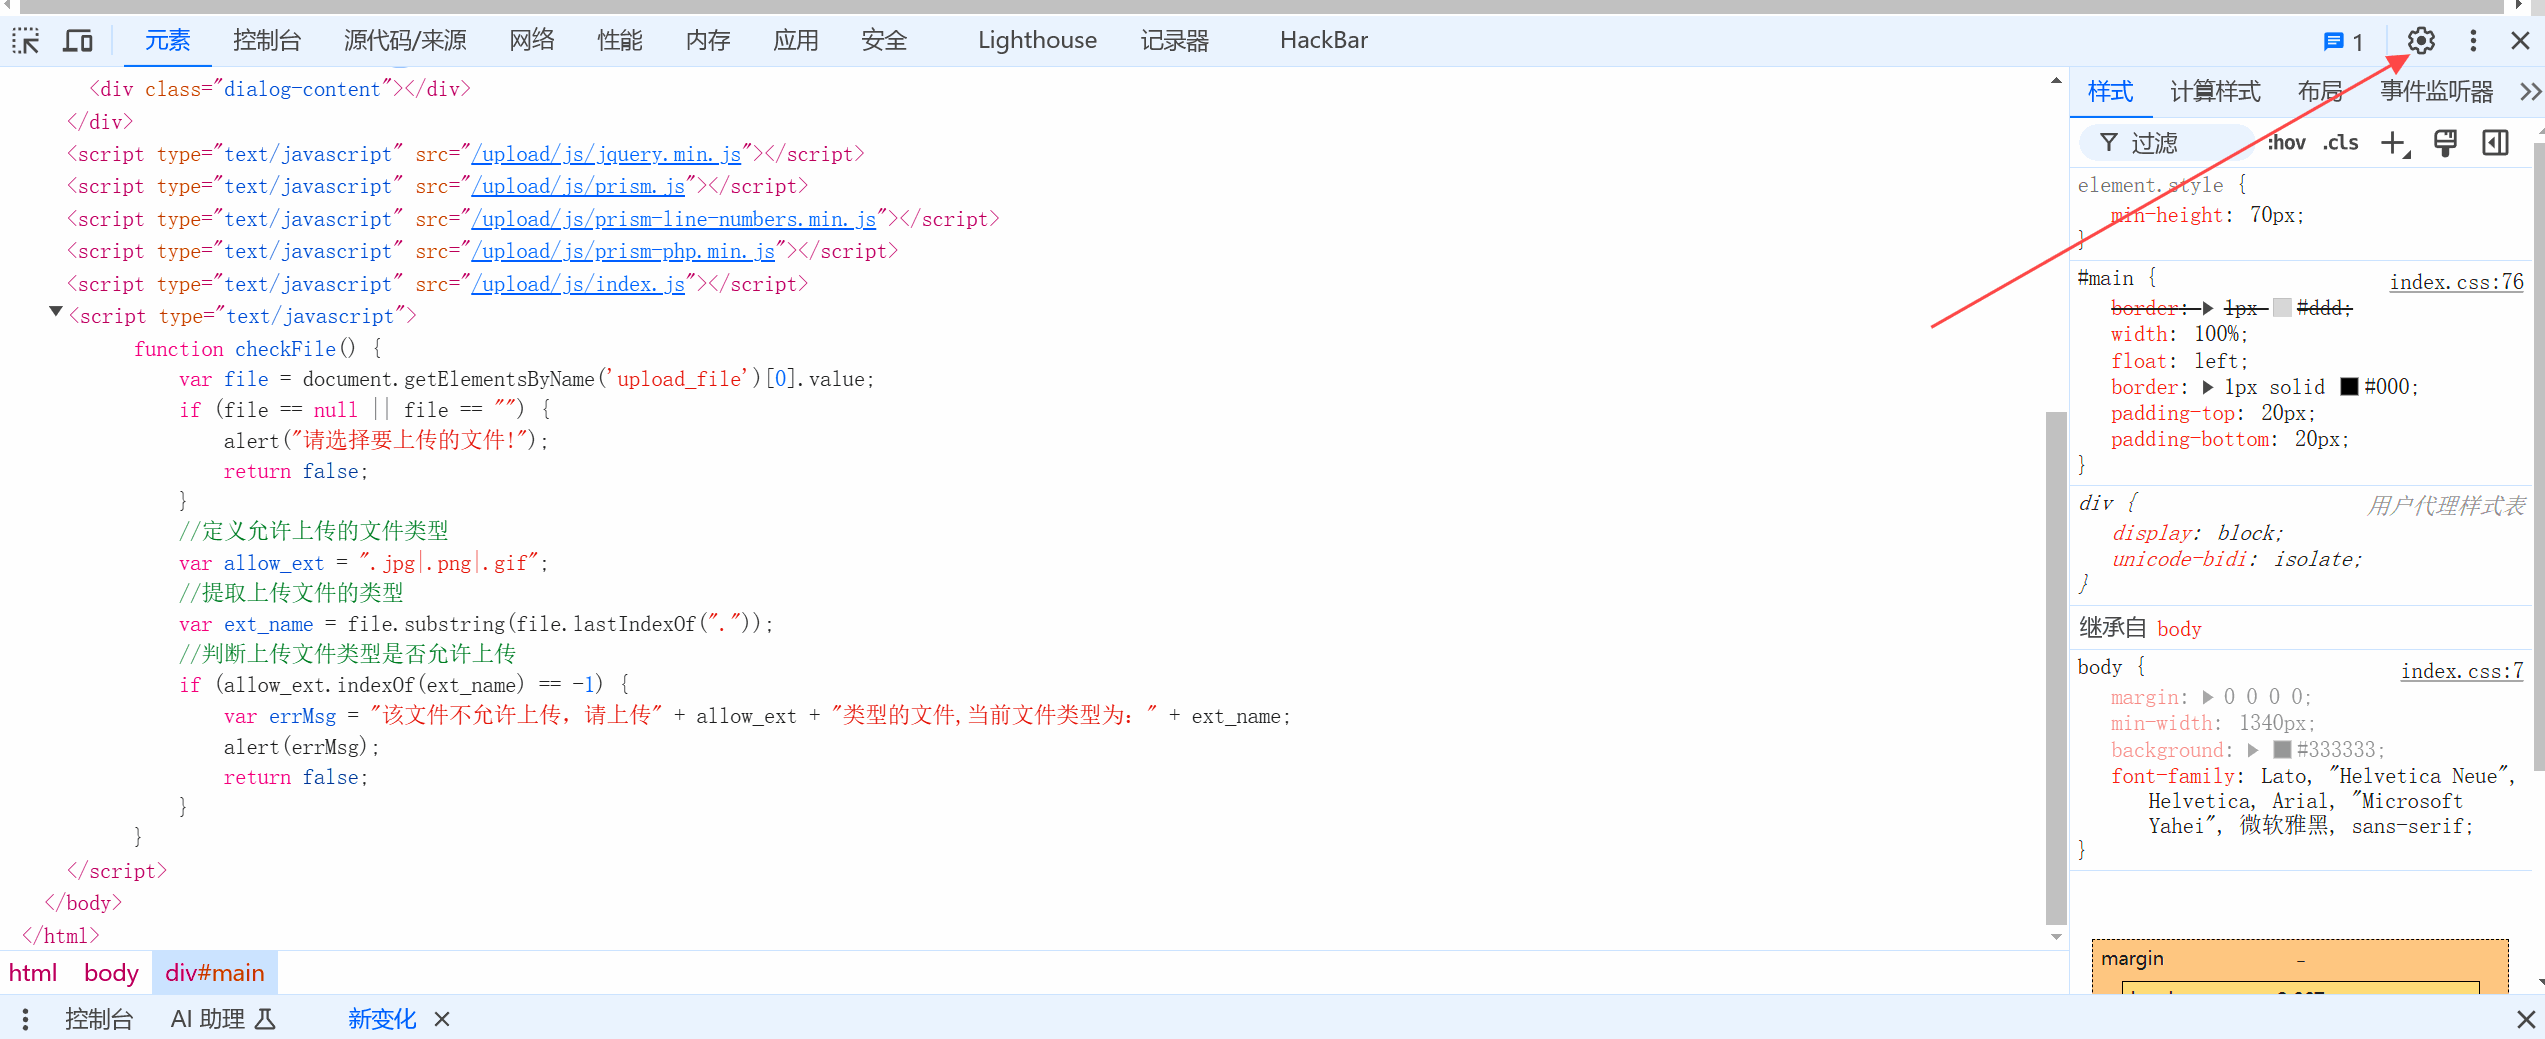 元素 控制台 源代码/来源 网络 性能 内存 应用 安全 Lighthouse 记录器 HackBar 1
<div class="dialog-content"></div>
</div>
<script type="text/javascript" src="/upload/js/jquery.min.js"></script>
<script type="text/javascript" src="/upload/js/prism.js"></script>
<script type="text/javascript" src="/upload/js/prism-line-numbers.min.js"></script>
<script type="text/javascript" src="/upload/js/prism-php.min.js"></script>
<script type="text/javascript" src="/upload/js/index.js"></script>
<script type="text/javascript">
function checkFile() {
var file = document.getElementsByName('upload_file')[0].value;
if (file == null || file == "") {
alert("请选择要上传的文件!");
return false;
}
//定义允许上传的文件类型
var allow_ext = ".jpg|.png|.gif";
//提取上传文件的类型
var ext_name = file.substring(file.lastIndexOf("."));
//判断上传文件类型是否允许上传
if (allow_ext.indexOf(ext_name) == -1) {
var errMsg = "该文件不允许上传，请上传" + allow_ext + "类型的文件,当前文件类型为：" + ext_name;
alert(errMsg);
return false;
}
}
</script>
</body>
</html>
html body div#main
样式 计算样式 布局 事件监听器
过滤 :hov .cls
element.style {
min-height: 70px;
}
#main { index.css:76
border: 1px #ddd;
width: 100%;
float: left;
border: 1px solid #000;
padding-top: 20px;
padding-bottom: 20px;
}
div { 用户代理样式表
display: block;
unicode-bidi: isolate;
}
继承自 body
body { index.css:7
margin: 0 0 0 0;
min-width: 1340px;
background: #333333;
font-family: Lato, "Helvetica Neue",
Helvetica, Arial, "Microsoft
Yahei", 微软雅黑, sans-serif;
}
margin –
控制台 AI 助理 新变化